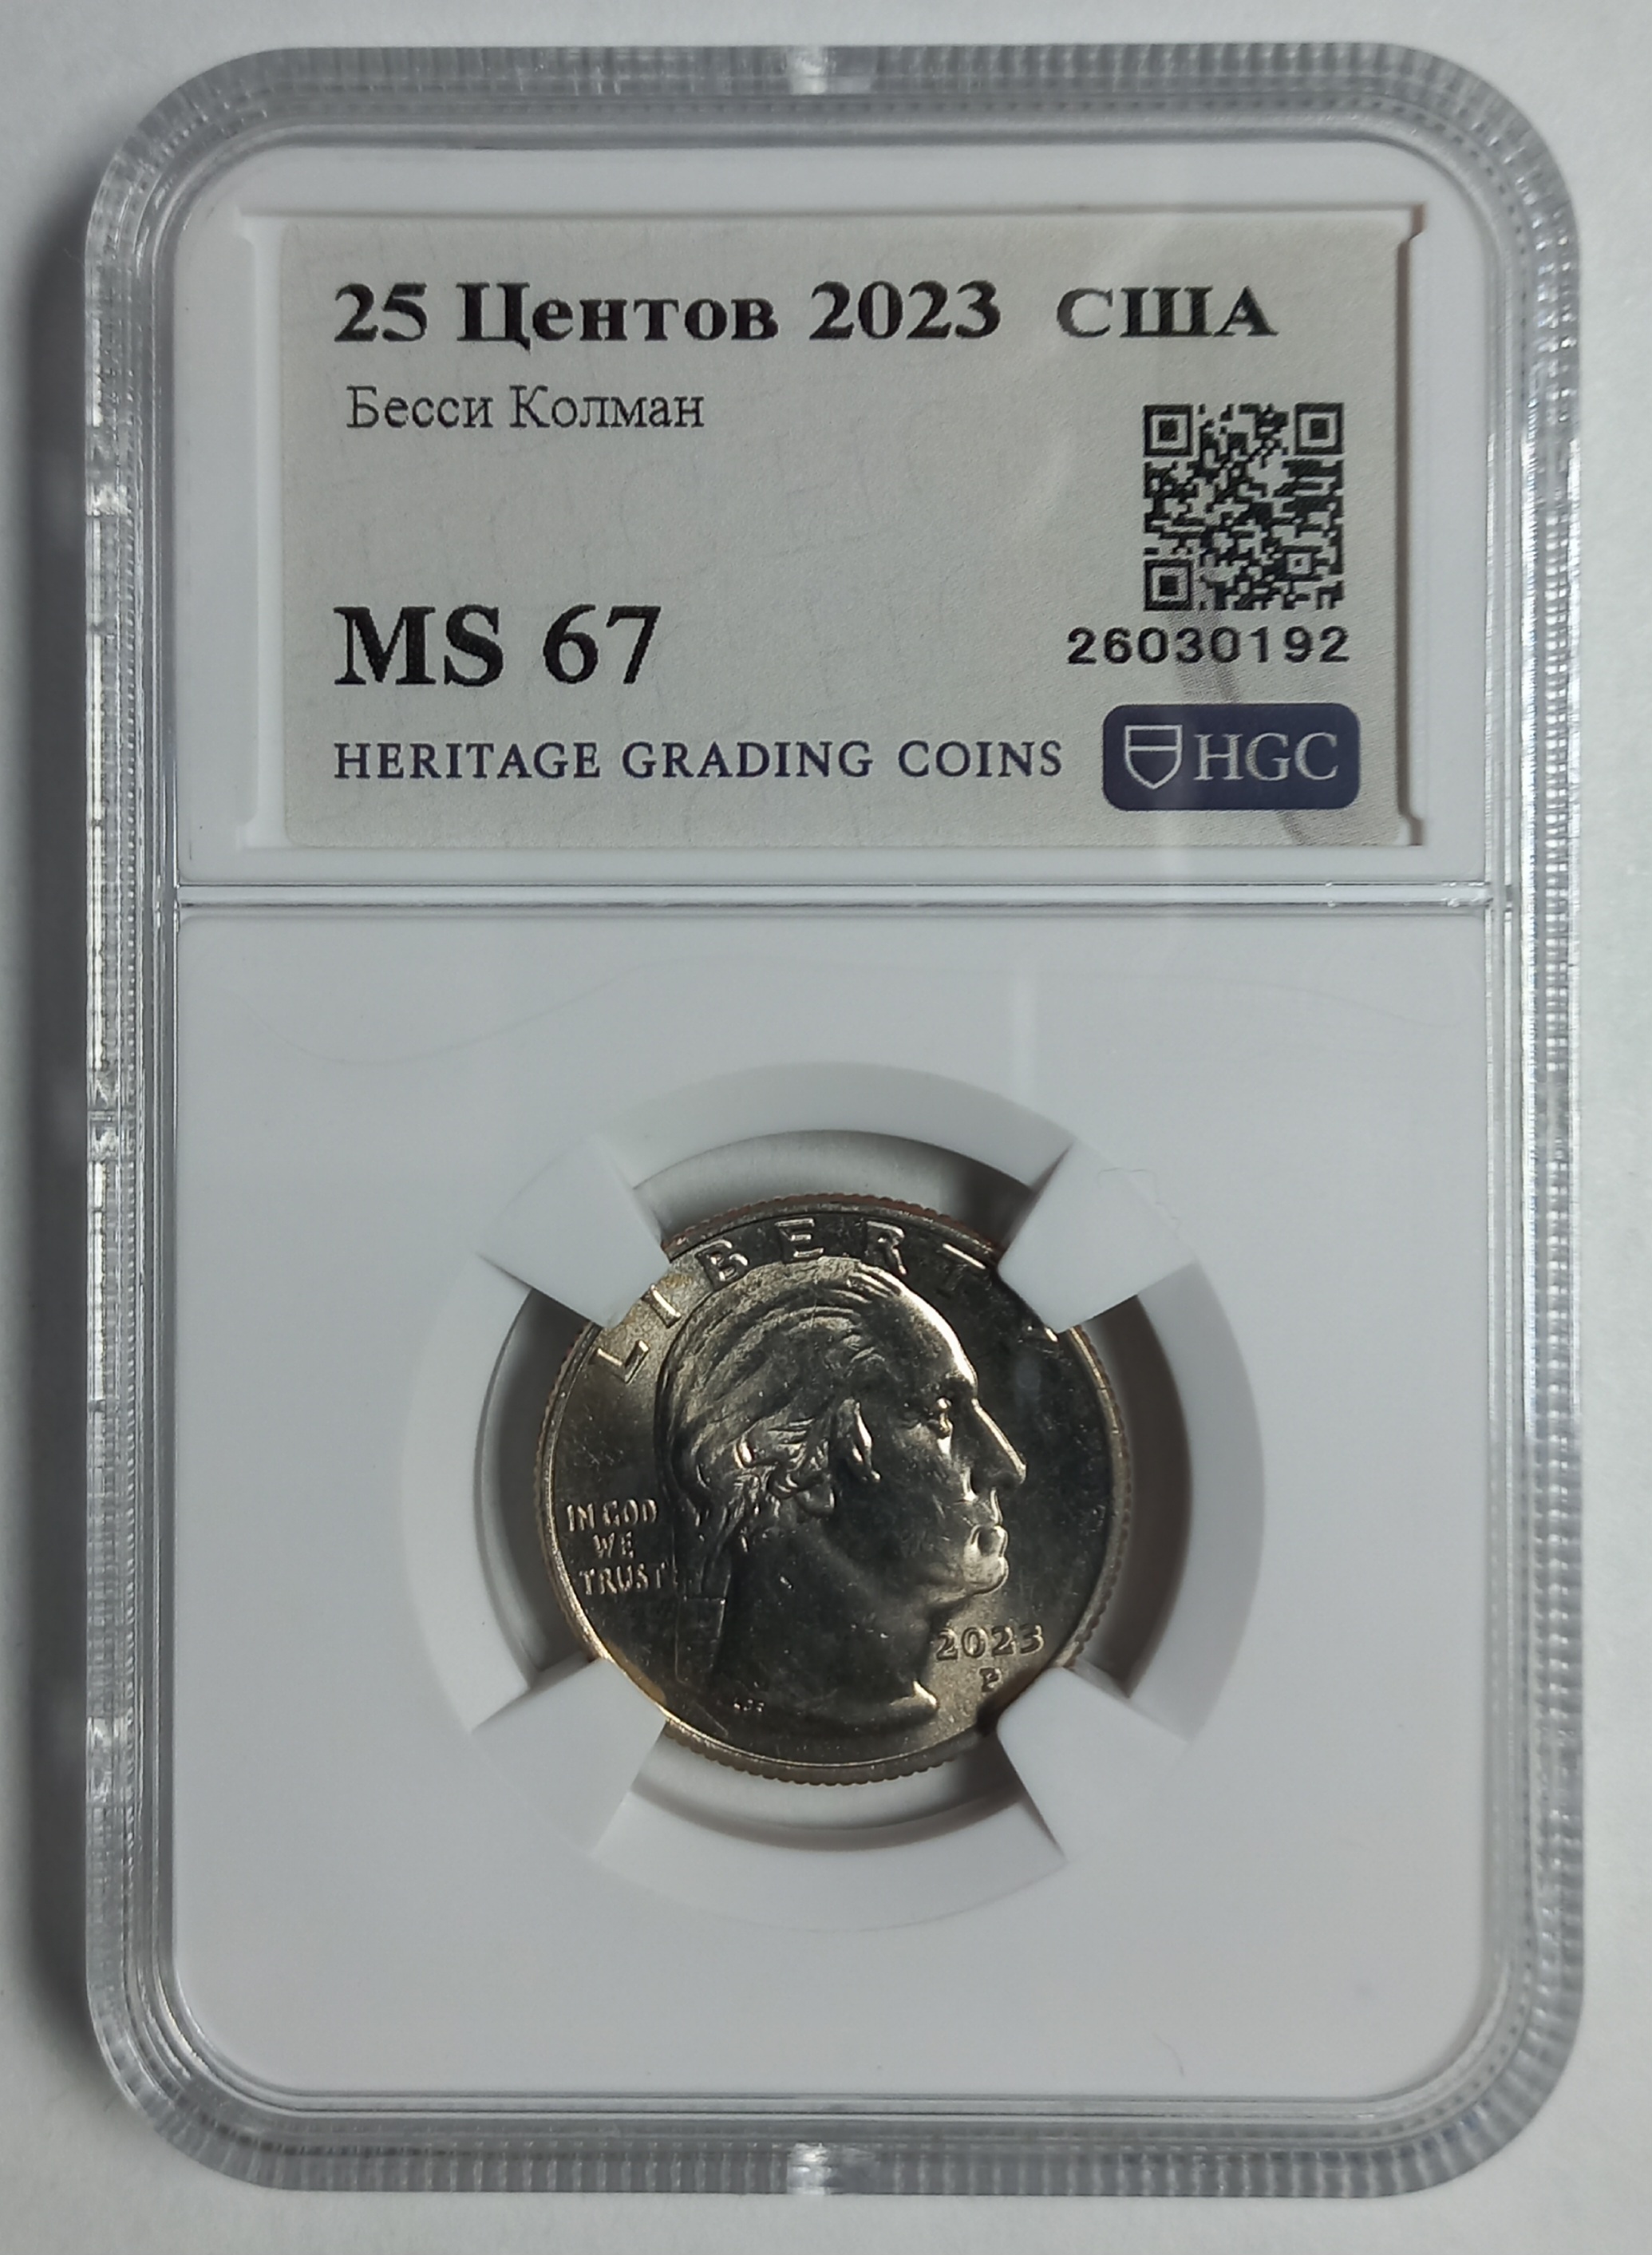 25 Центов 2023 США
Бесси Колман
MS 67
26030192
HERITAGE GRADING COINS HGC
LIBERTY
IN GOD
WE
TRUST
2023
P